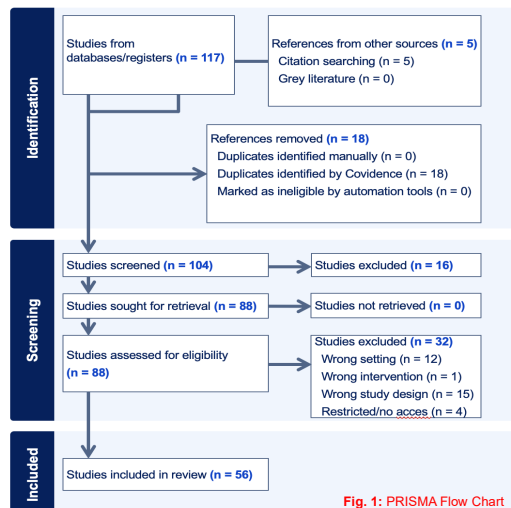 Identification
Studies from
databases/registers (n = 117)
References from other sources (n = 5)
Citation searching (n = 5)
Grey literature (n = 0)
References removed (n = 18)
Duplicates identified manually (n = 0)
Duplicates identified by Covidence (n = 18)
Marked as ineligible by automation tools (n = 0)
Screening
Studies screened (n = 104)
Studies excluded (n = 16)
Studies sought for retrieval (n = 88)
Studies not retrieved (n = 0)
Studies assessed for eligibility
(n = 88)
Studies excluded (n = 32)
Wrong setting (n = 12)
Wrong intervention (n = 1)
Wrong study design (n = 15)
Restricted/no acces (n = 4)
Included
Studies included in review (n = 56)
Fig. 1: PRISMA Flow Chart